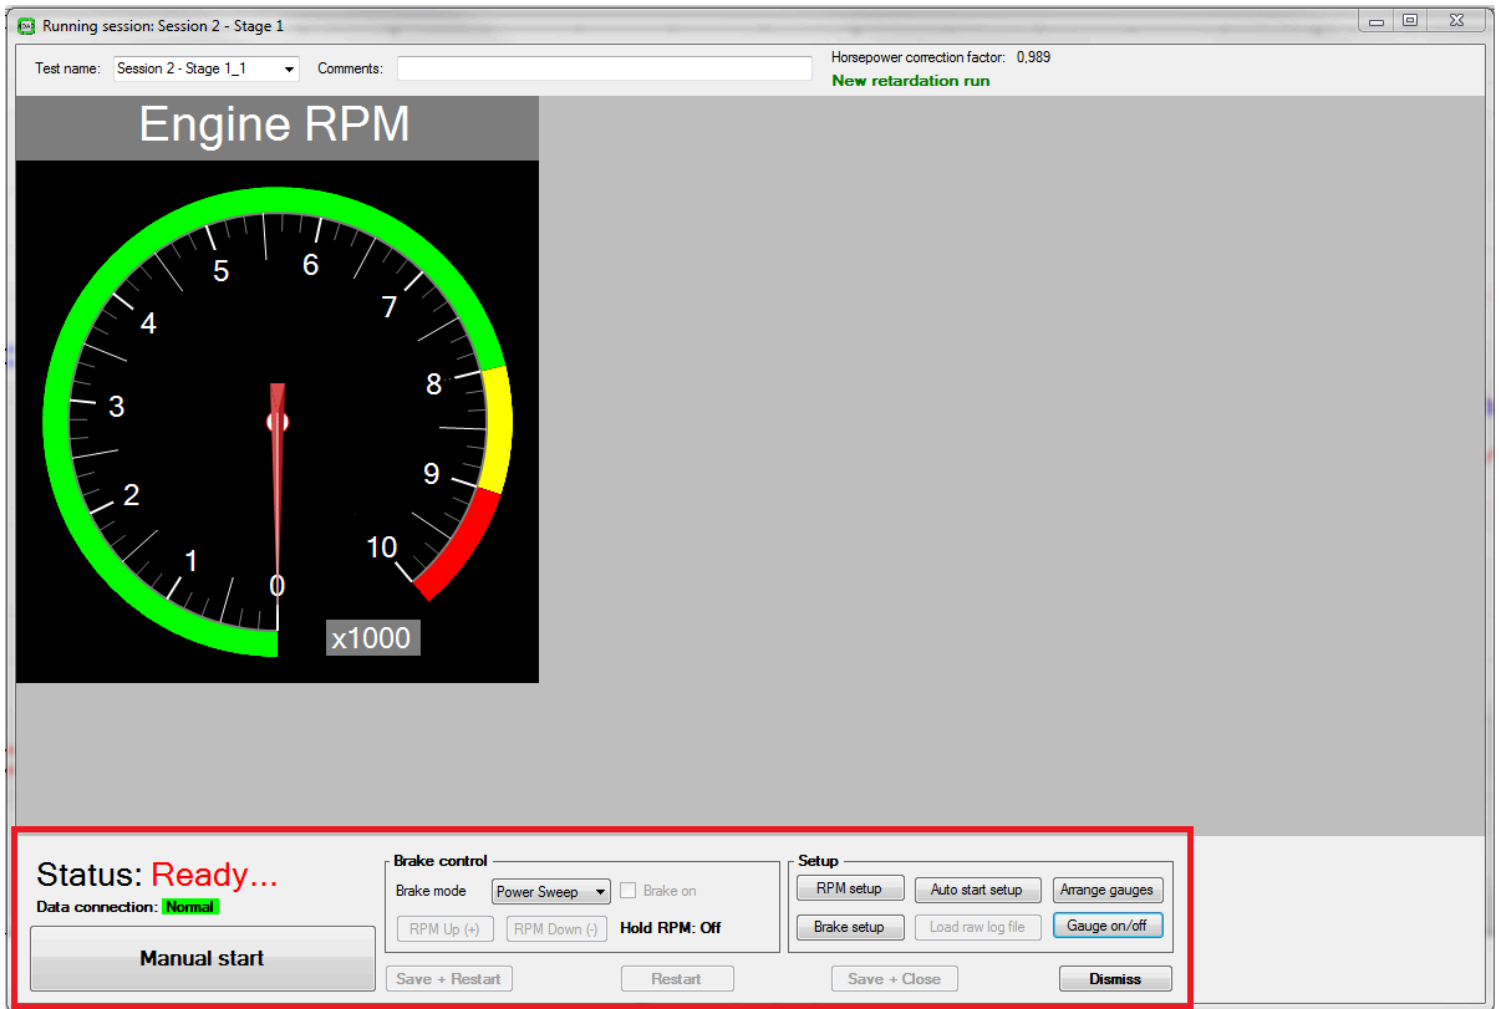 Running session: Session 2 - Stage 1
Test name: Session 2 - Stage 1_1 Comments: Horsepower correction factor: 0,989
New retardation run
Engine RPM
0
1
2
3
4
5
6
7
8
9
10
x1000
Status: Ready...
Data connection: Normal
Manual start
Brake control
Brake mode Power Sweep Brake on
RPM Up (+) RPM Down (-) Hold RPM: Off
Setup
RPM setup Auto start setup Arrange gauges
Brake setup Load raw log file Gauge on/off
Save + Restart Restart Save + Close Dismiss